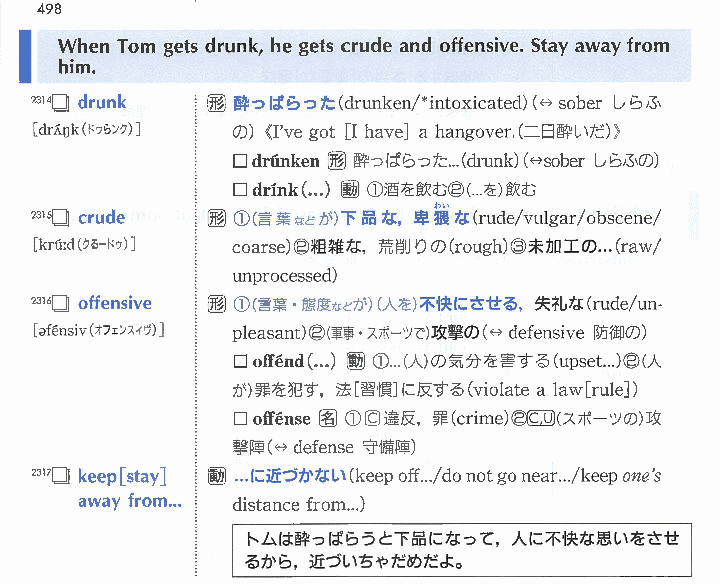 498
When Tom gets drunk, he gets crude and offensive. Stay away from
him.
2314 □ drunk
[drʌ́ŋk(ドゥランク)]
形 酔っぱらった(drunken/*intoxicated)(↔ sober しらふ
の)《I've got [I have] a hangover.(二日酔いだ)》
□ drúnken 形 酔っぱらった...(drunk)(↔sober しらふの)
□ drínk(...) 動 ①酒を飲む②(...を)飲む
2315 □ crude
[krúːd(クるードゥ)]
形 ①(言葉などが)下品な，卑猥(わい)な(rude/vulgar/obscene/
coarse)②粗雑な，荒削りの(rough)③未加工の...(raw/
unprocessed)
2316 □ offensive
[əfénsiv(オフェンスィヴ)]
形 ①(言葉・態度などが)(人を)不快にさせる，失礼な(rude/un-
pleasant)②(軍事・スポーツで)攻撃の(↔ defensive 防御の)
□ offénd(...) 動 ①...(人)の気分を害する(upset...)②(人
が)罪を犯す，法[習慣]に反する(violate a law[rule])
□ offénse 名 ①Ⓒ違反，罪(crime)②C,U(スポーツの)攻
撃陣(↔ defense 守備陣)
2317 □ keep[stay]
away from...
動 ...に近づかない(keep off.../do not go near.../keep one's
distance from...)
トムは酔っぱらうと下品になって，人に不快な思いをさせ
るから，近づいちゃだめだよ。